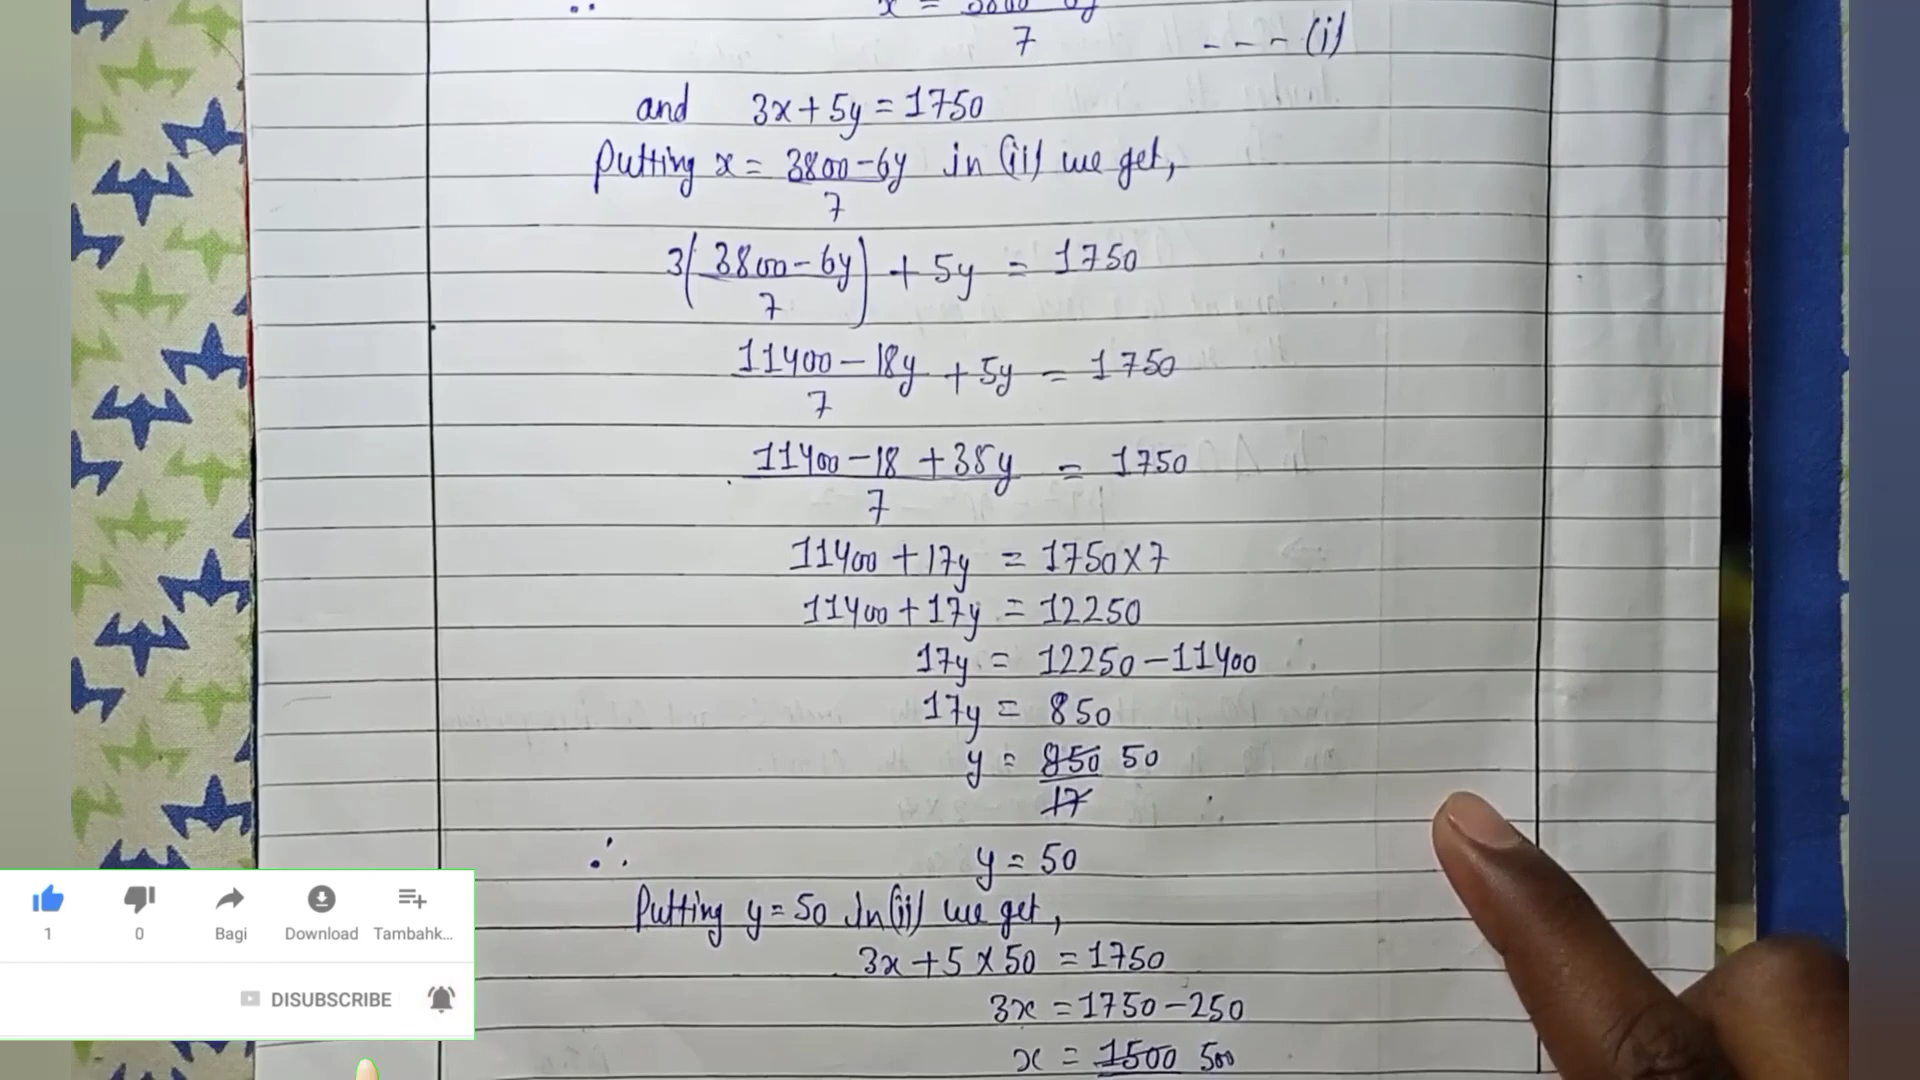 x = 3800-6y
7 --- (i)
and 3x+5y=1750
Putting x = 3800-6y in (ii) we get,
7
3(3800-6y) + 5y = 1750
7
11400-18y + 5y = 1750
7
11400-18 +35y = 1750
7
11400+17y = 1750×7
11400+17y = 12250
17y = 12250-11400
17y = 850
y = 850 50
17
∴ y = 50
Putting y=50 in (ii) we get,
3x+5×50 = 1750
3x = 1750-250
x = 1500 500
1 0 Bagi Download Tambahk...
DISUBSCRIBE